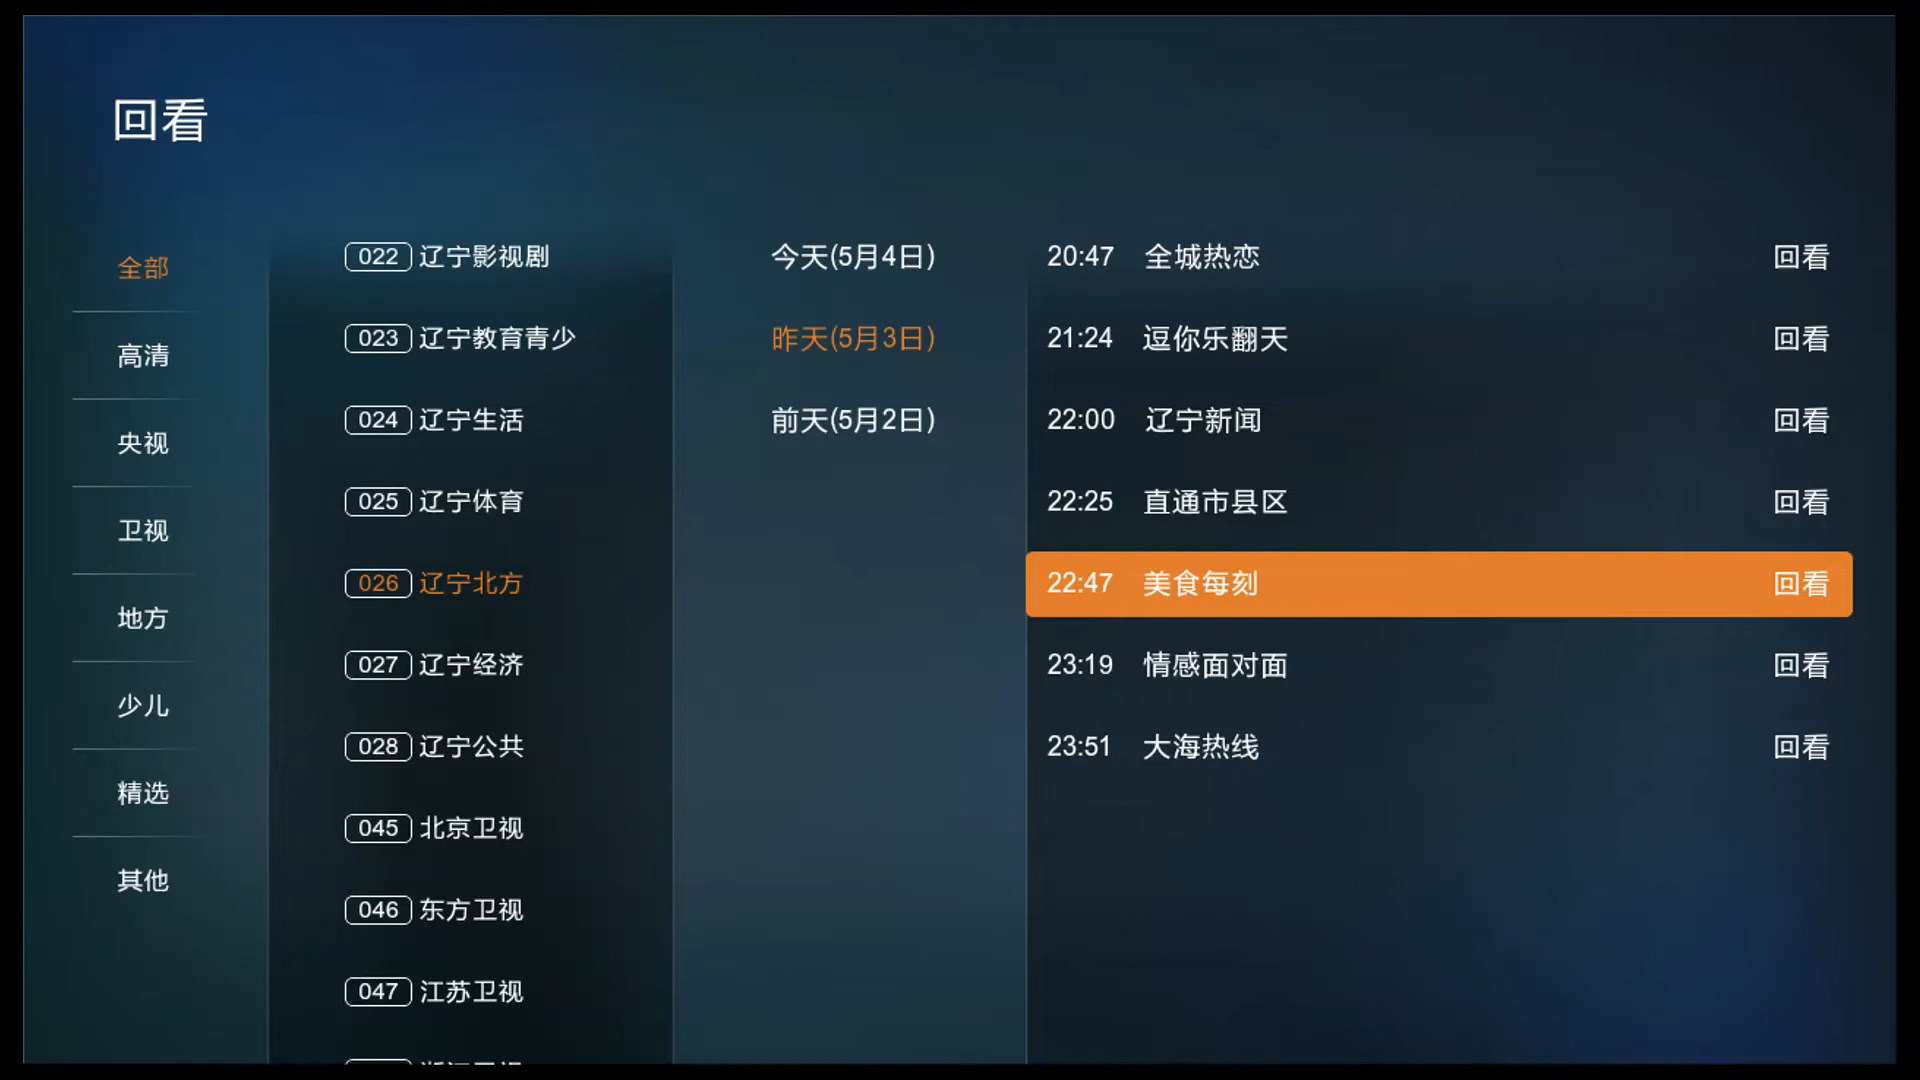 回看
全部
高清
央视
卫视
地方
少儿
精选
其他
022 辽宁影视剧
023 辽宁教育青少
024 辽宁生活
025 辽宁体育
026 辽宁北方
027 辽宁经济
028 辽宁公共
045 北京卫视
046 东方卫视
047 江苏卫视
今天(5月4日)
昨天(5月3日)
前天(5月2日)
20:47 全城热恋 回看
21:24 逗你乐翻天 回看
22:00 辽宁新闻 回看
22:25 直通市县区 回看
22:47 美食每刻 回看
23:19 情感面对面 回看
23:51 大海热线 回看